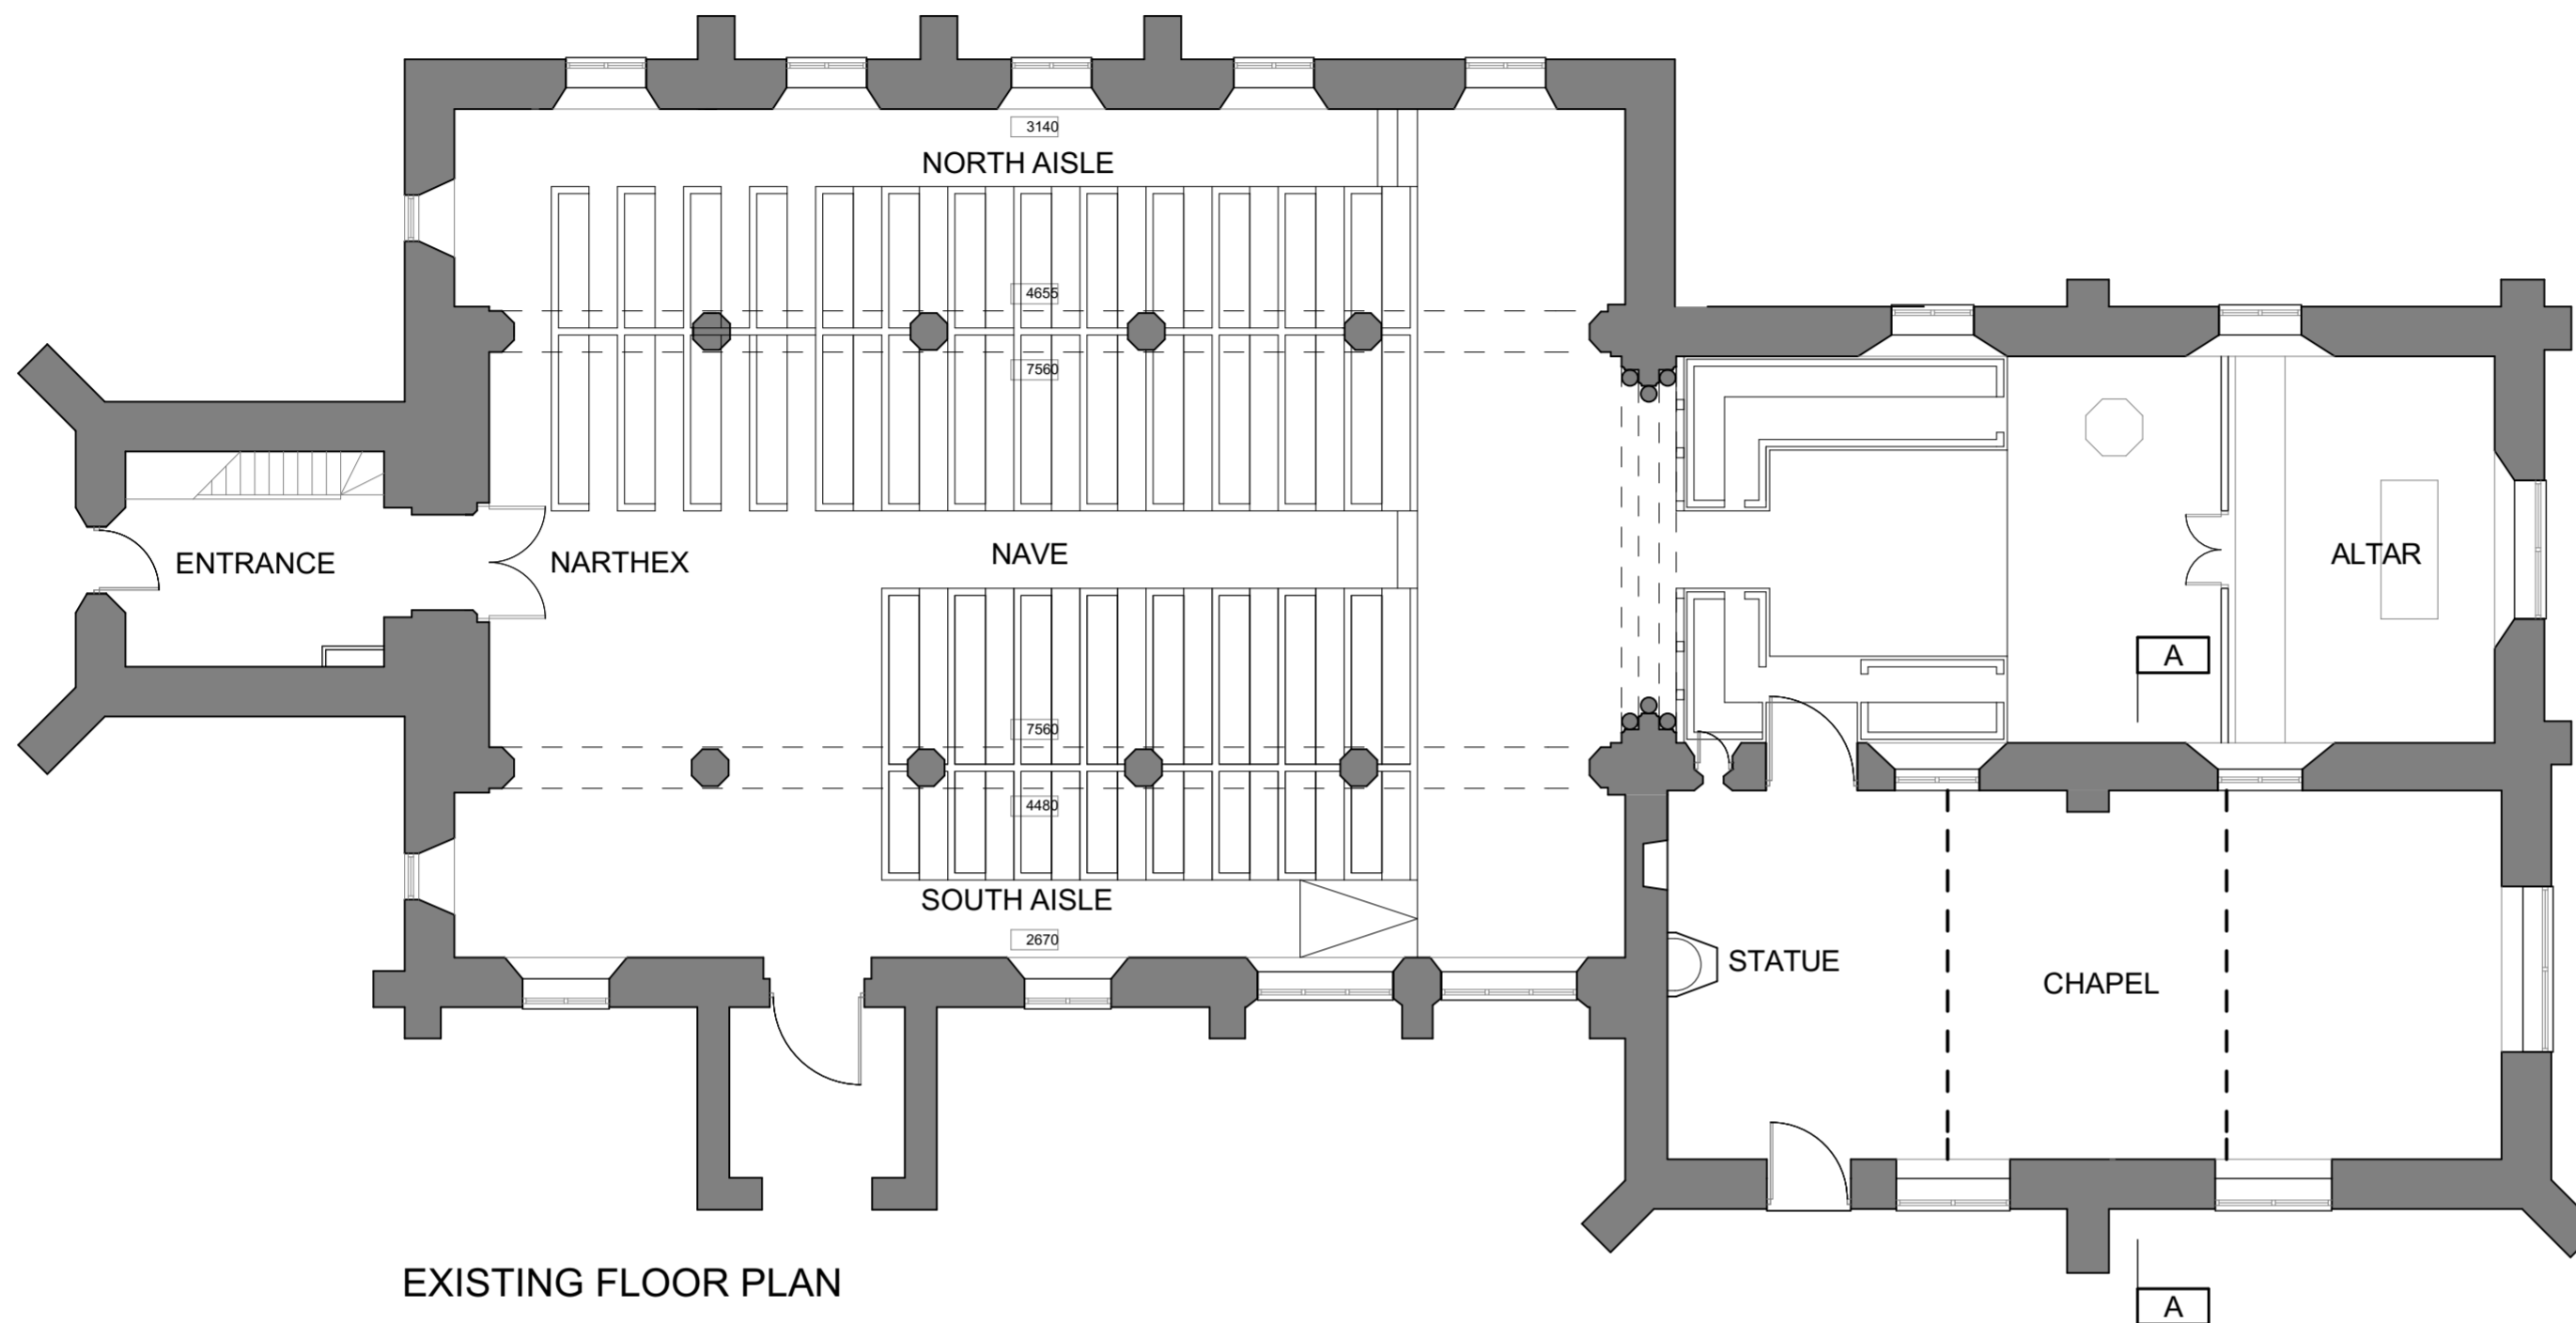 3140
NORTH AISLE
4655
7560
ENTRANCE
NARTHEX
NAVE
ALTAR
A
7560
4480
SOUTH AISLE
2670
STATUE
CHAPEL
EXISTING FLOOR PLAN
A